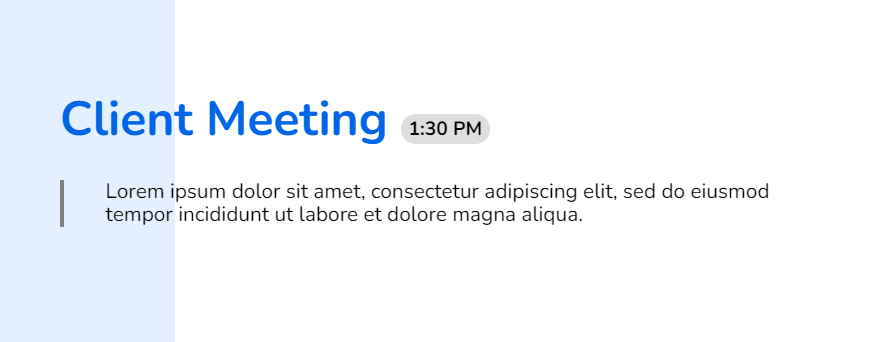 Client Meeting 1:30 PM
Lorem ipsum dolor sit amet, consectetur adipiscing elit, sed do eiusmod
tempor incididunt ut labore et dolore magna aliqua.